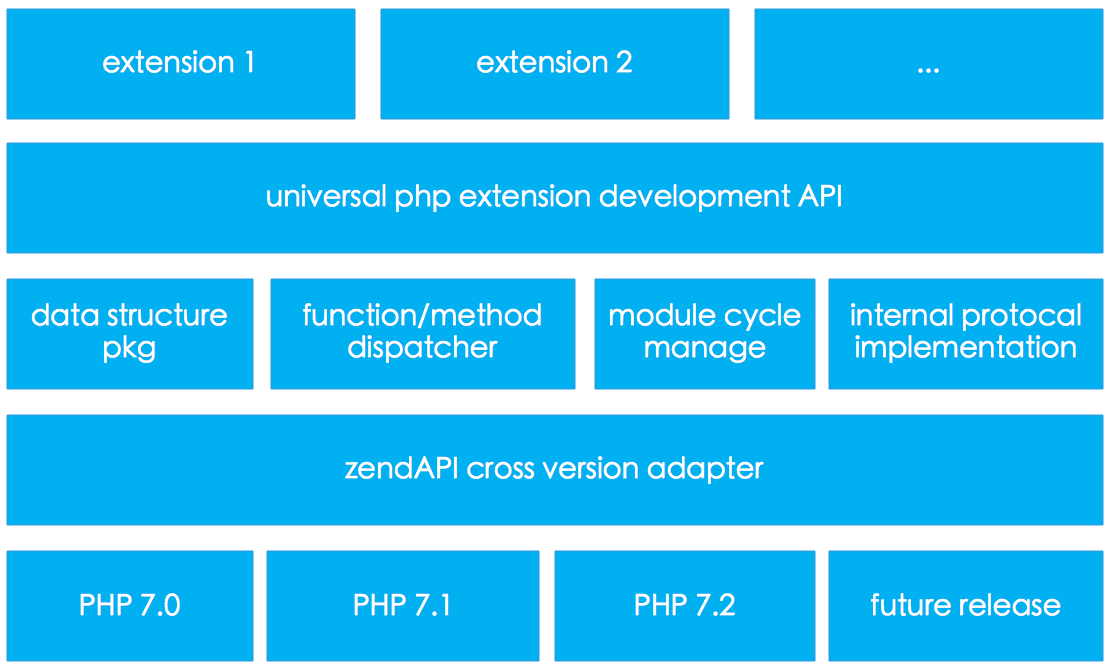 extension 1
extension 2
...
universal php extension development API
data structure
pkg
function/method
dispatcher
module cycle
manage
internal protocal
implementation
zendAPI cross version adapter
PHP 7.0
PHP 7.1
PHP 7.2
future release